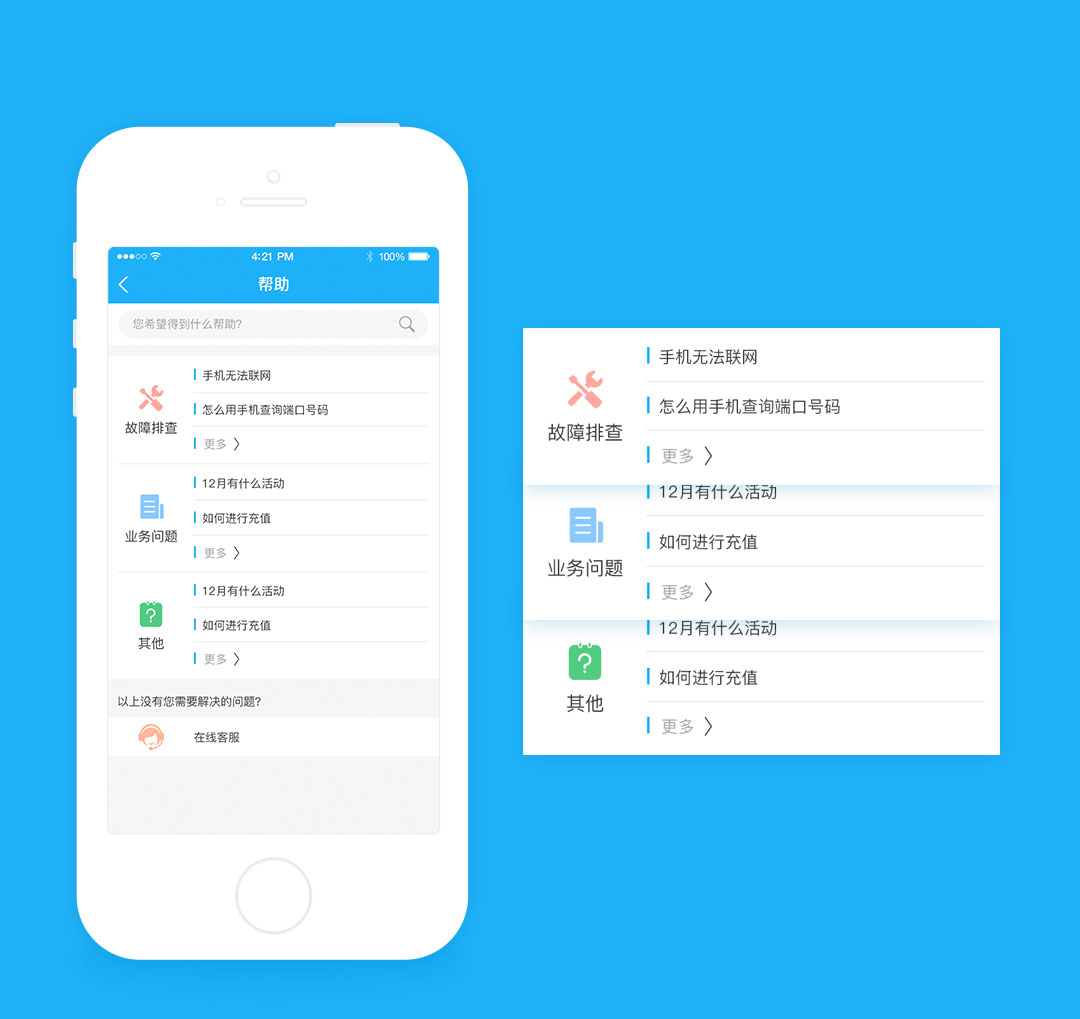 4:21 PM
100%
帮助
您希望得到什么帮助?
故障排查
手机无法联网
怎么用手机查询端口号码
更多
业务问题
12月有什么活动
如何进行充值
更多
其他
12月有什么活动
如何进行充值
更多
以上没有您需要解决的问题?
在线客服
故障排查
手机无法联网
怎么用手机查询端口号码
更多
业务问题
12月有什么活动
如何进行充值
更多
其他
12月有什么活动
如何进行充值
更多